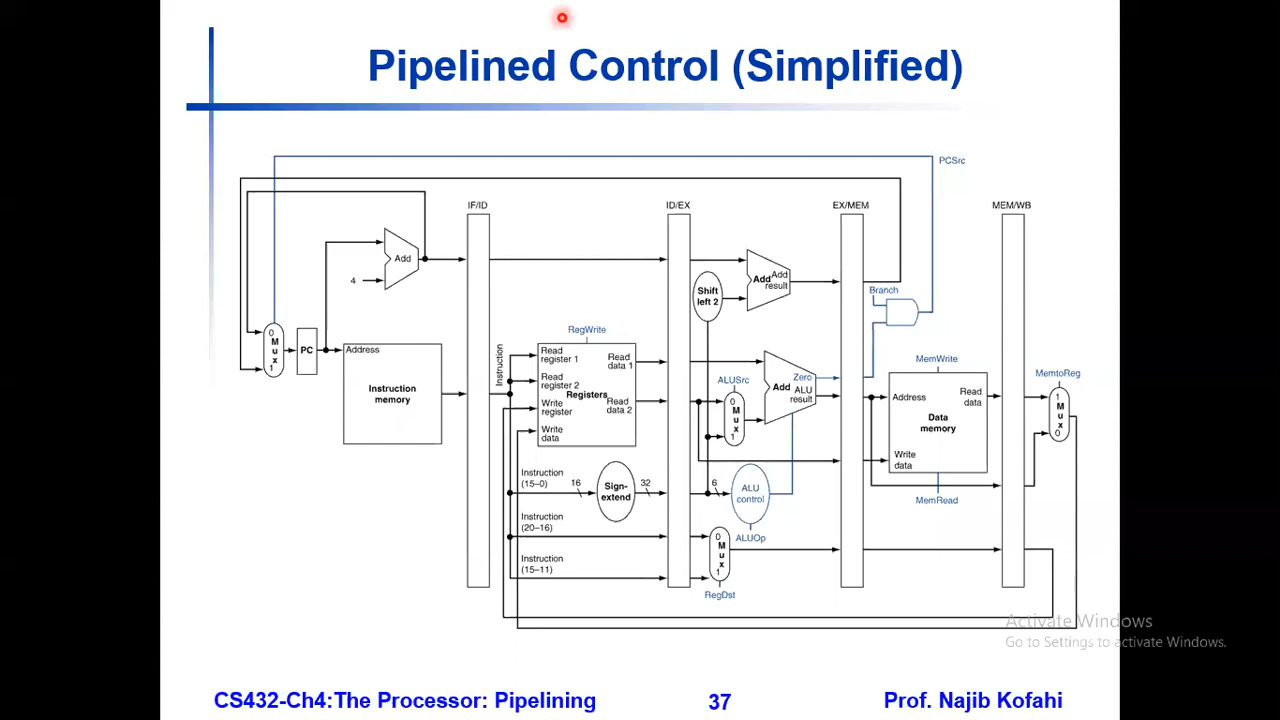 Pipelined Control (Simplified)
PCSrc
IF/ID
ID/EX
EX/MEM
MEM/WB
Add
4
Shift
left 2
Add
Add
result
Branch
0
M
u
x
1
PC
Address
Instruction
memory
Instruction
RegWrite
Read
register 1
Read
register 2
Write
register
Write
data
Registers
Read
data 1
Read
data 2
ALUSrc
0
M
u
x
1
Add
Zero
ALU
result
MemWrite
Address
Read
data
Data
memory
Write
data
MemRead
MemtoReg
1
M
u
x
0
Instruction
(15–0)
16
Sign-
extend
32
6
ALU
control
ALUOp
Instruction
(20–16)
Instruction
(15–11)
0
M
u
x
1
RegDst
Activate Windows
Go to Settings to activate Windows.
CS432-Ch4:The Processor: Pipelining
37
Prof. Najib Kofahi